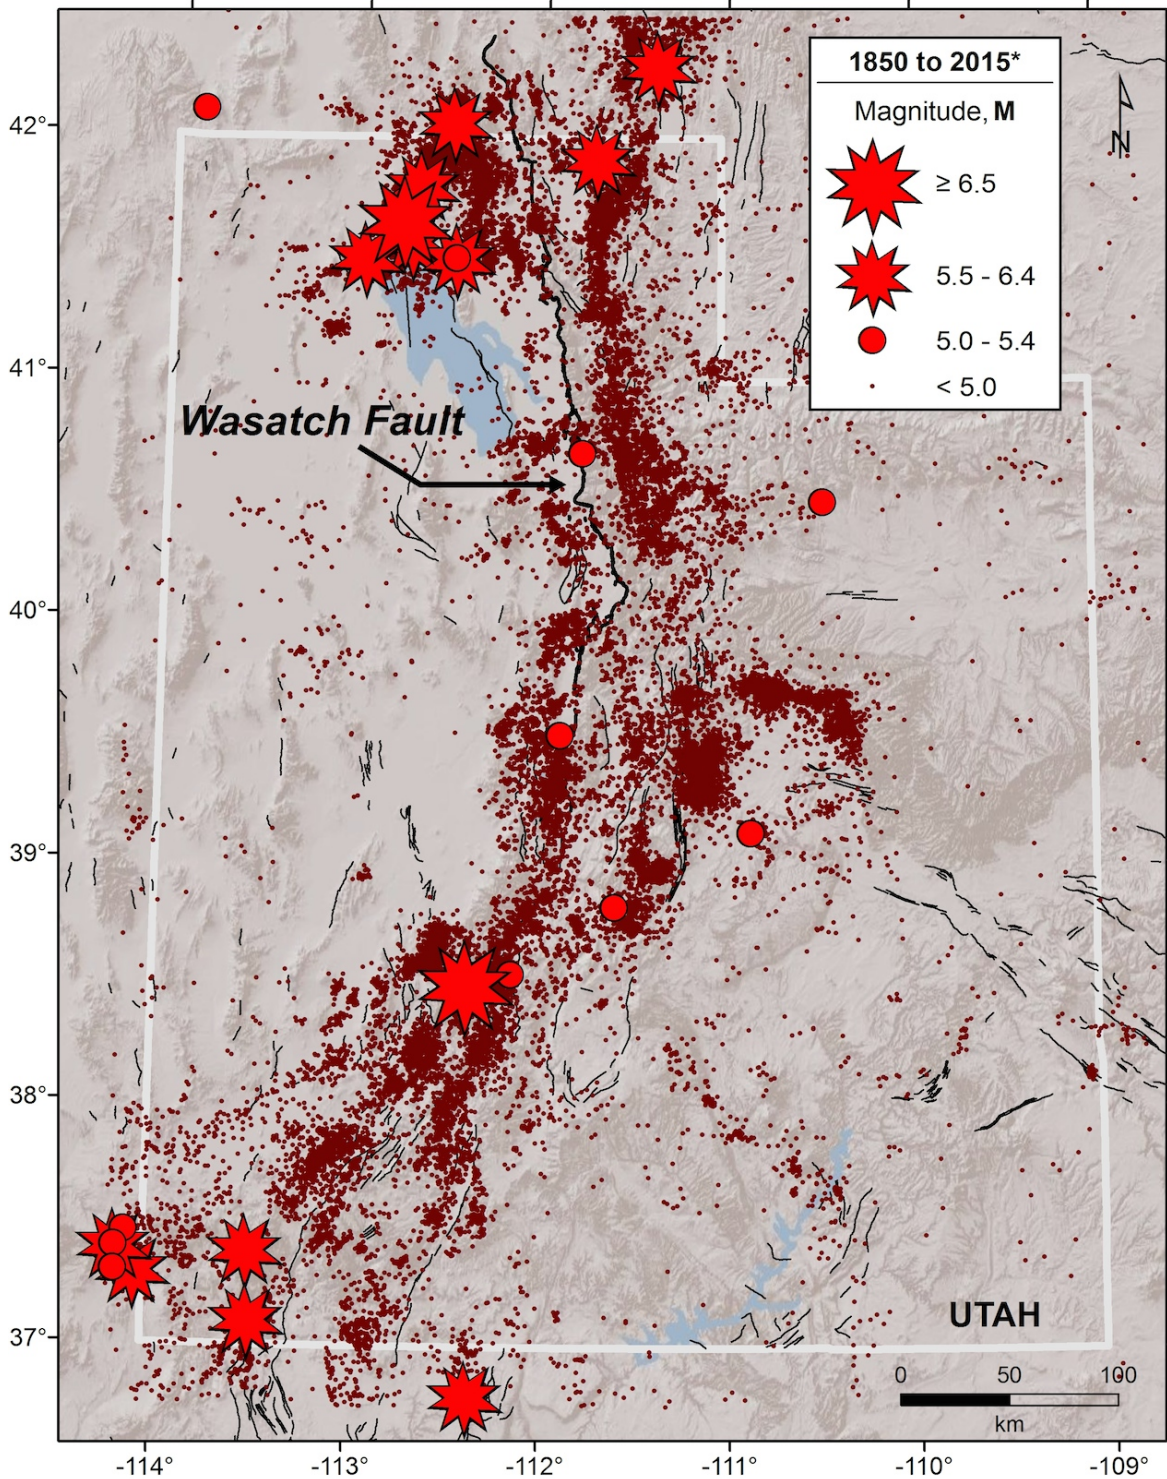 1850 to 2015*
Magnitude, M
≥ 6.5
5.5 - 6.4
5.0 - 5.4
< 5.0
N
42°
41°
Wasatch Fault
40°
39°
38°
37°
UTAH
0 50 100
km
-114° -113° -112° -111° -110° -109°